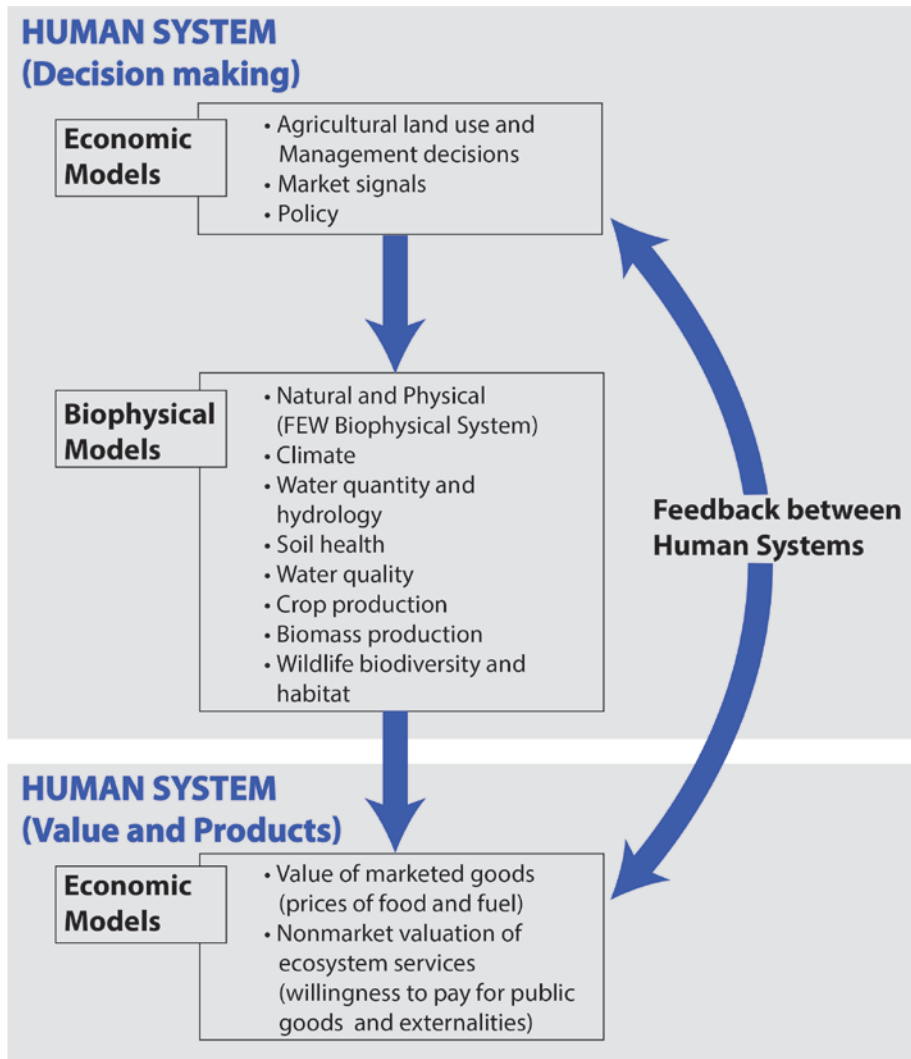 HUMAN SYSTEM
(Decision making)
Economic
Models
• Agricultural land use and
Management decisions
• Market signals
• Policy
Biophysical
Models
• Natural and Physical
(FEW Biophysical System)
• Climate
• Water quantity and
hydrology
• Soil health
• Water quality
• Crop production
• Biomass production
• Wildlife biodiversity and
habitat
Feedback between
Human Systems
HUMAN SYSTEM
(Value and Products)
Economic
Models
• Value of marketed goods
(prices of food and fuel)
• Nonmarket valuation of
ecosystem services
(willingness to pay for public
goods and externalities)